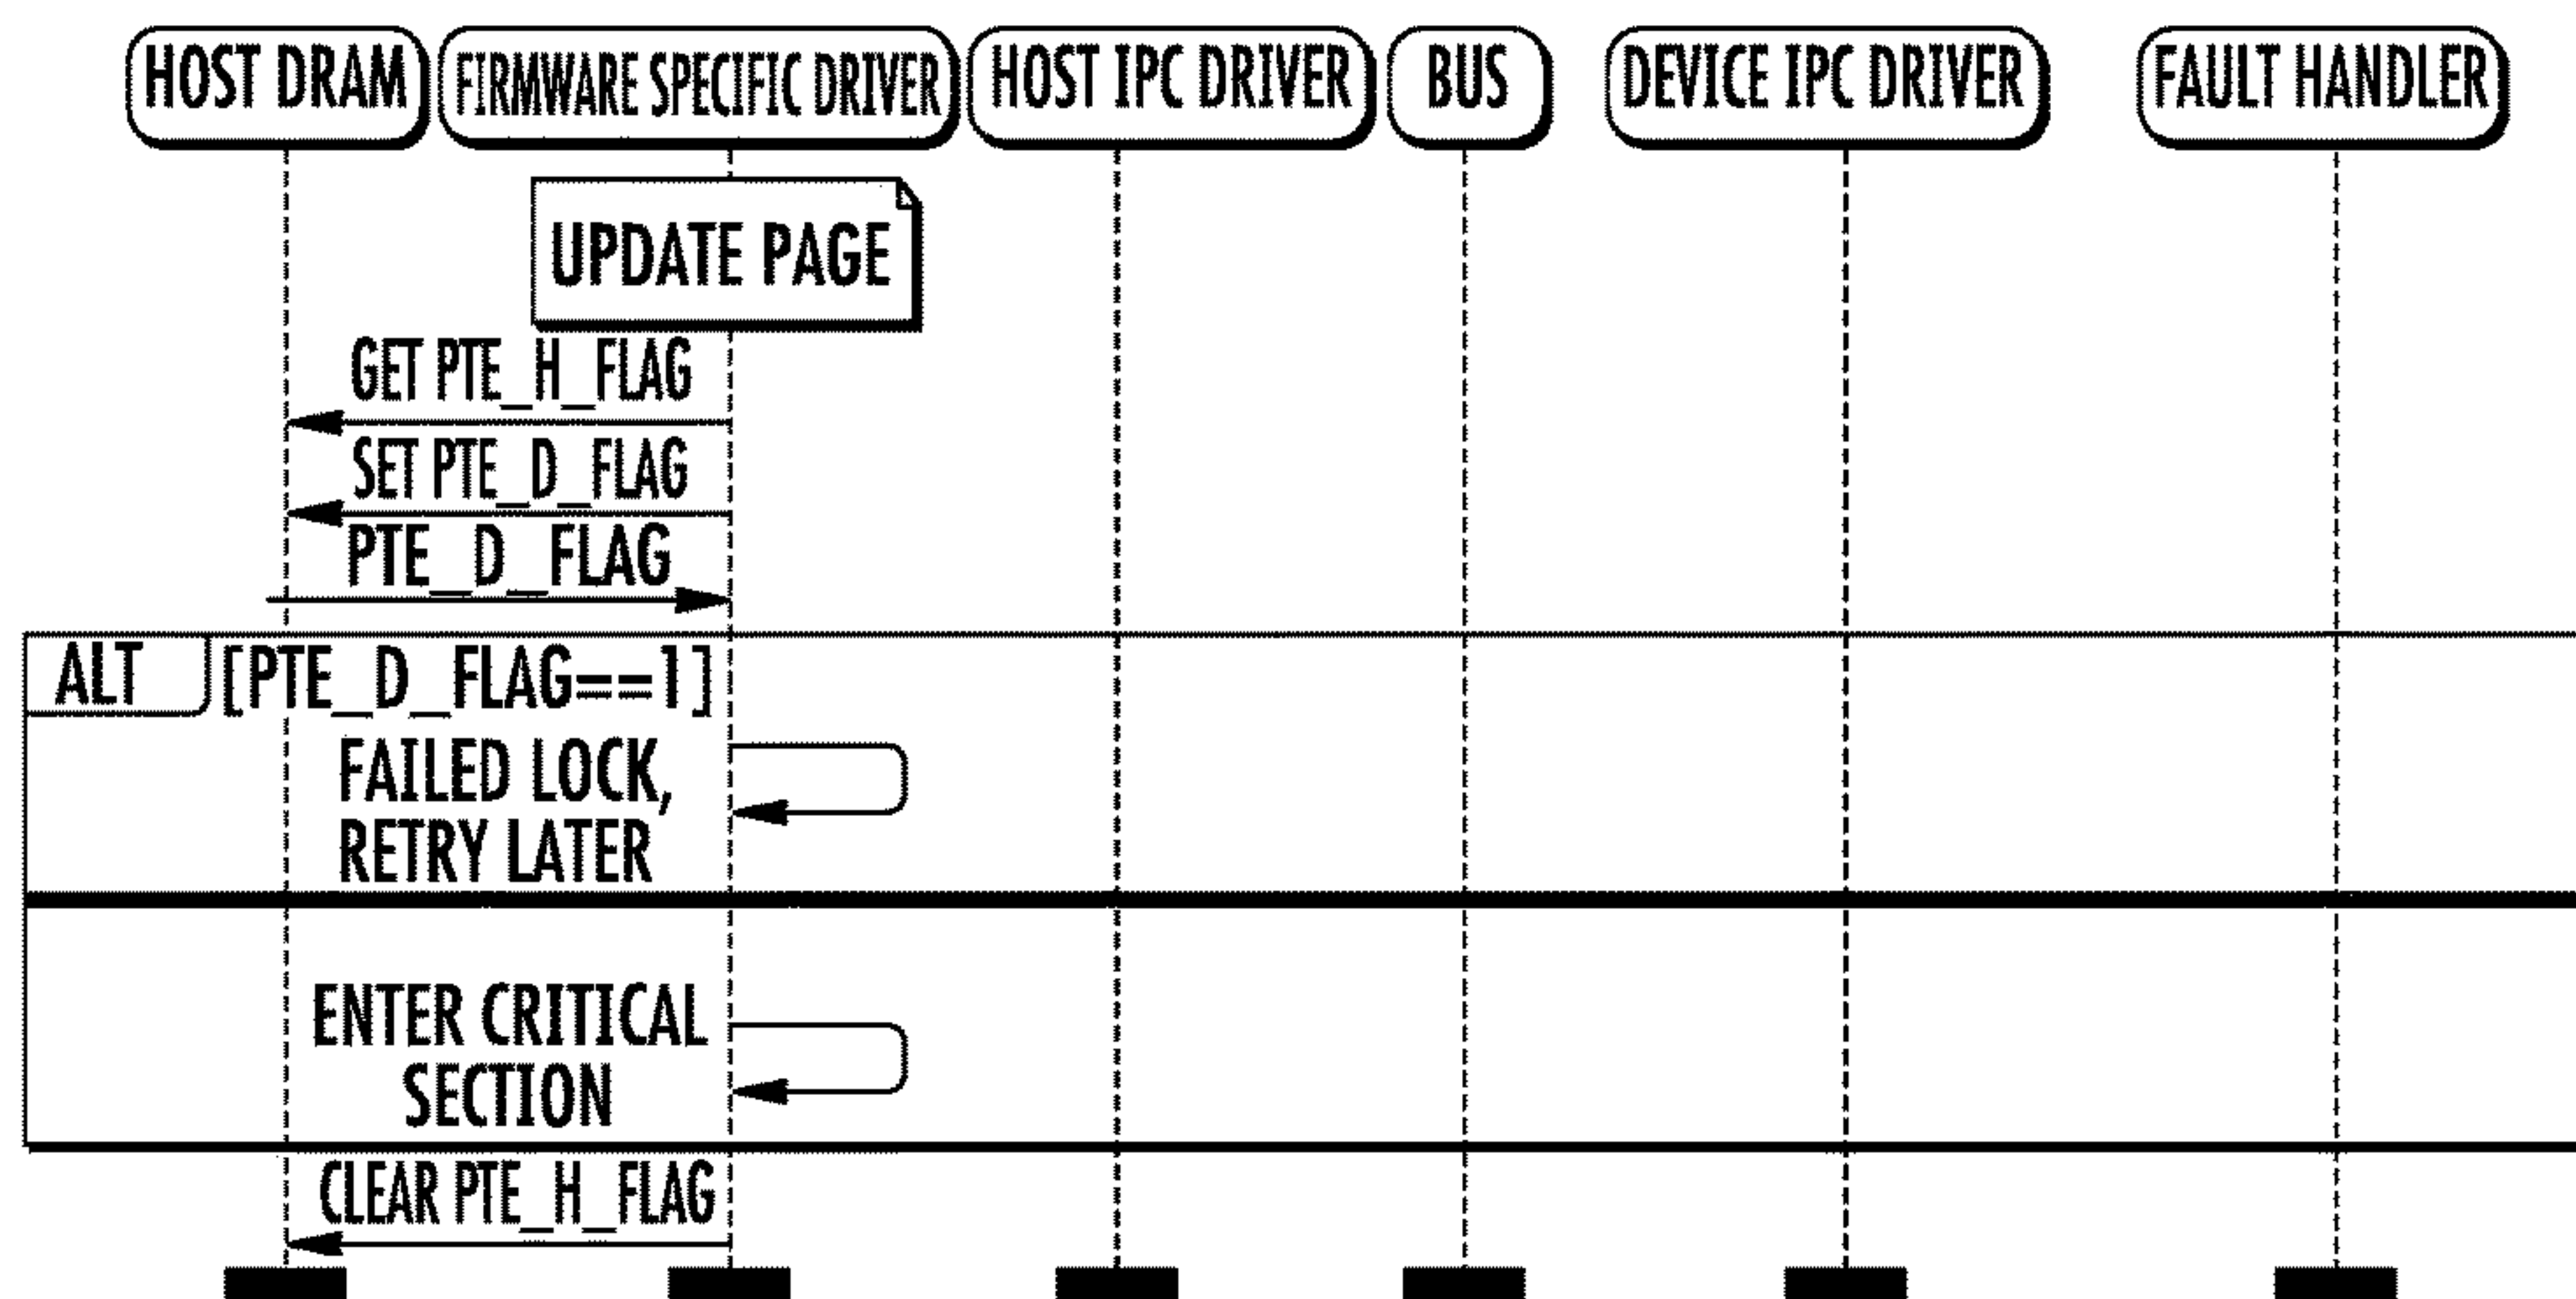 HOST DRAM
FIRMWARE SPECIFIC DRIVER
HOST IPC DRIVER
BUS
DEVICE IPC DRIVER
FAULT HANDLER
UPDATE PAGE
GET PTE_H_FLAG
SET PTE_D_FLAG
PTE_D_FLAG
ALT
[PTE_D_FLAG==1]
FAILED LOCK,
RETRY LATER
ENTER CRITICAL
SECTION
CLEAR PTE_H_FLAG